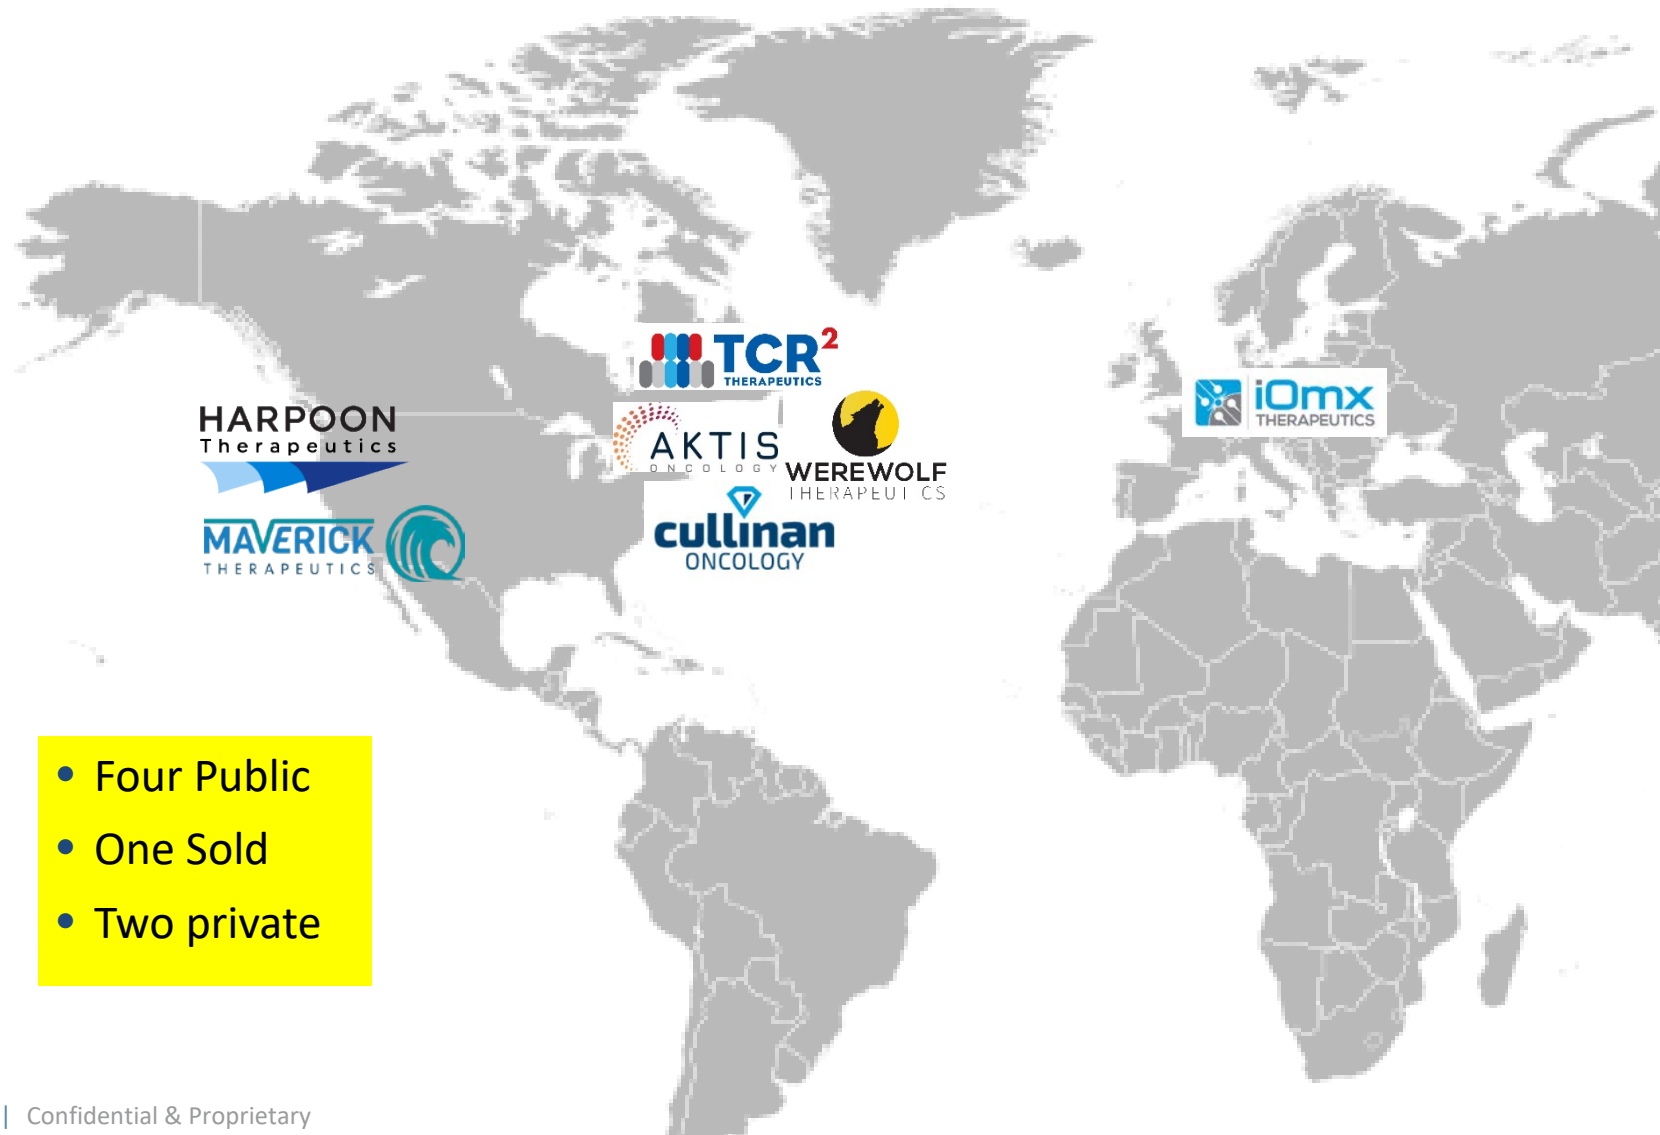 TCR²
THERAPEUTICS
HARPOON
Therapeutics
AKTIS
ONCOLOGY
WEREWOLF
THERAPEUTICS
iOmx
THERAPEUTICS
MAVERICK
THERAPEUTICS
cullinan
ONCOLOGY
• Four Public
• One Sold
• Two private
| Confidential & Proprietary